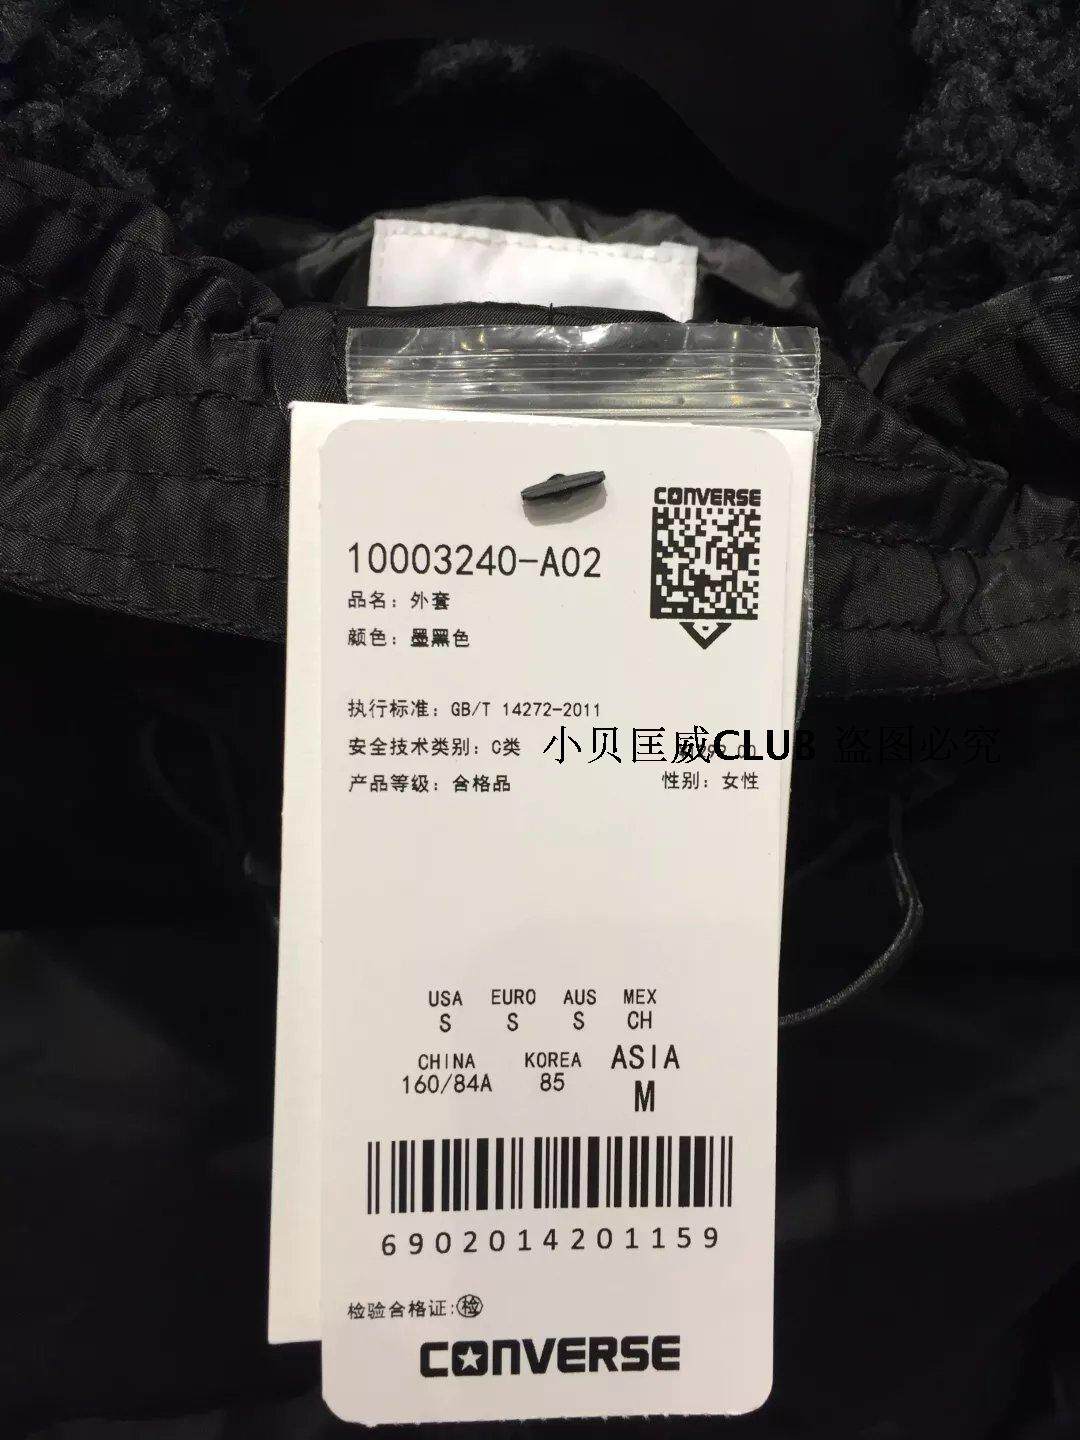 CONVERSE
10003240-A02
品名: 外套
颜色: 墨黑色
执行标准: GB/T 14272-2011
安全技术类别: C类
小贝匡威CLUB 盗图必究
产品等级: 合格品 性别: 女性
USA EURO AUS MEX
S S S CH
CHINA KOREA ASIA
160/84A 85 M
6902014201159
检验合格证: 检
CONVERSE